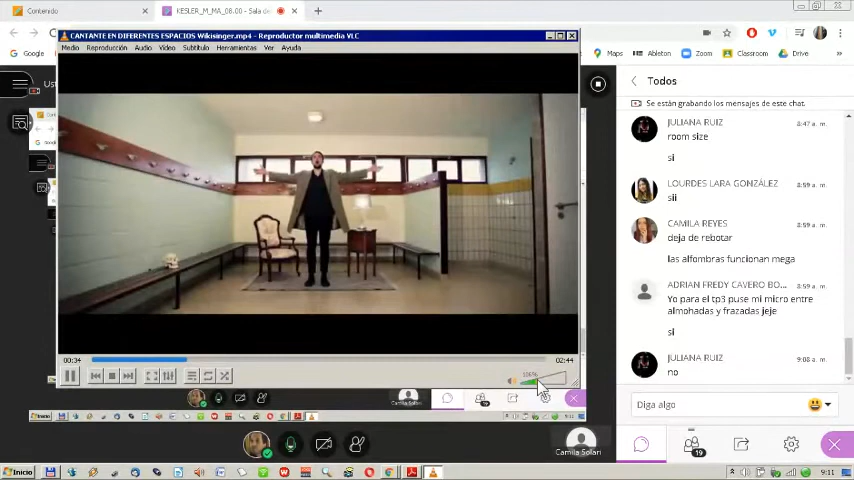 Contenido
KESLER_M_MA_08.00 - Sala de
Google
Maps
Ableton
Zoom
Classroom
Drive
CANTANTE EN DIFERENTES ESPACIOS Wikisinger.mp4 - Reproductor multimedia VLC
Medio Reproducción Audio Video Subtítulo Herramientas Ver Ayuda
00:34
02:44
Todos
Se están grabando los mensajes de este chat.
JULIANA RUIZ 8:47 a. m.
room size
si
LOURDES LARA GONZÁLEZ 8:59 a. m.
sii
CAMILA REYES 8:59 a. m.
deja de rebotar
las alfombras funcionan mega
ADRIAN FREDY CAVERO BO... 8:59 a. m.
Yo para el tp3 puse mi micro entre
almohadas y frazadas jeje
si
JULIANA RUIZ 9:08 a. m.
no
Diga algo
19
Camila Solari
Camila Solari
Inicio
9:11
Inicio
9:11